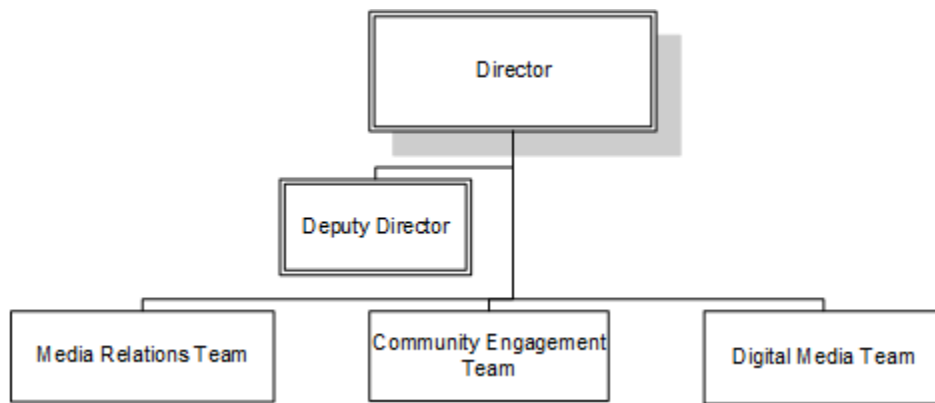 Director
Deputy Director
Media Relations Team
Community Engagement
Team
Digital Media Team